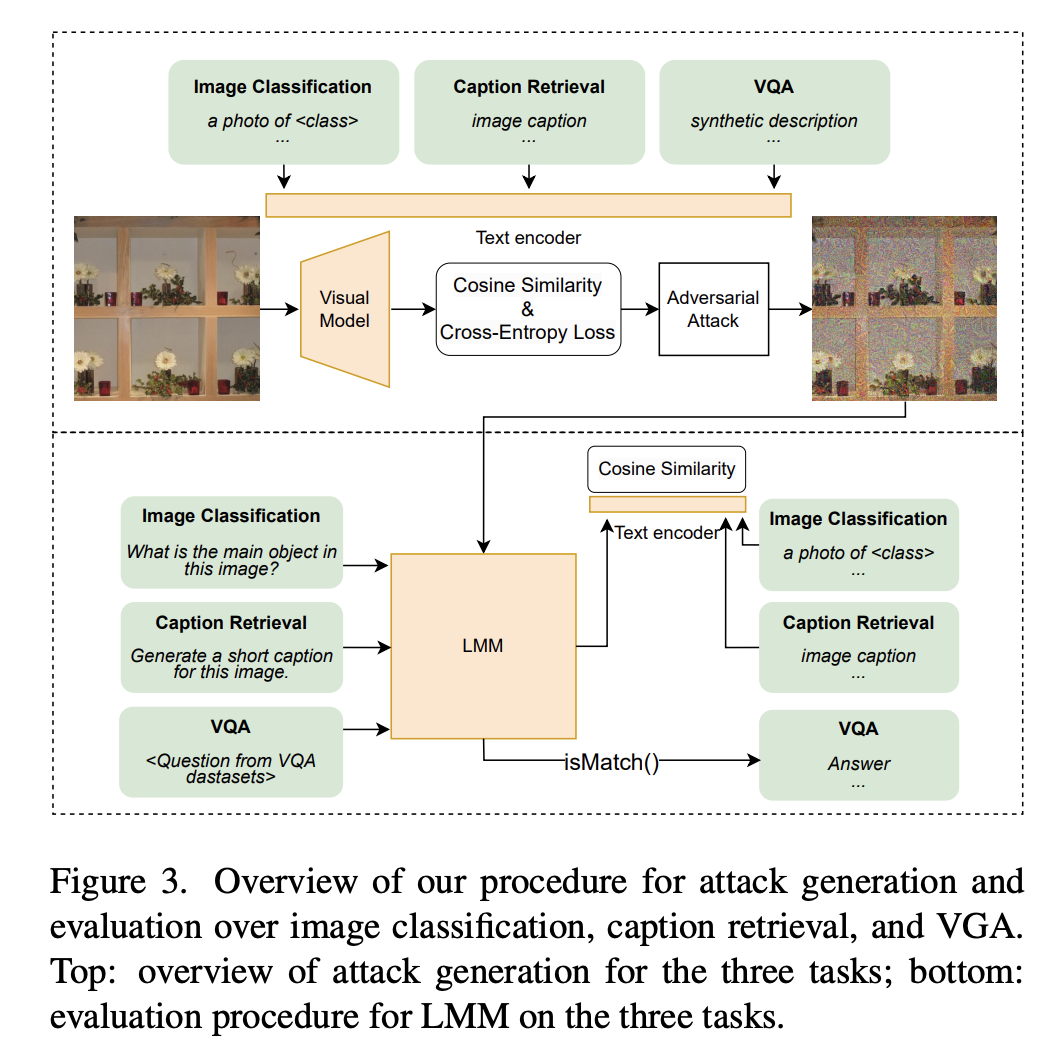 Image Classification
a photo of <class>
...
Caption Retrieval
image caption
...
VQA
synthetic description
...
Text encoder
Visual
Model
Cosine Similarity
&
Cross-Entropy Loss
Adversarial
Attack
Cosine Similarity
Text encoder
Image Classification
What is the main object in
this image?
Caption Retrieval
Generate a short caption
for this image.
VQA
<Question from VQA
dastasets>
LMM
isMatch()
Image Classification
a photo of <class>
...
Caption Retrieval
image caption
...
VQA
Answer
...
Figure 3. Overview of our procedure for attack generation and
evaluation over image classification, caption retrieval, and VGA.
Top: overview of attack generation for the three tasks; bottom:
evaluation procedure for LMM on the three tasks.